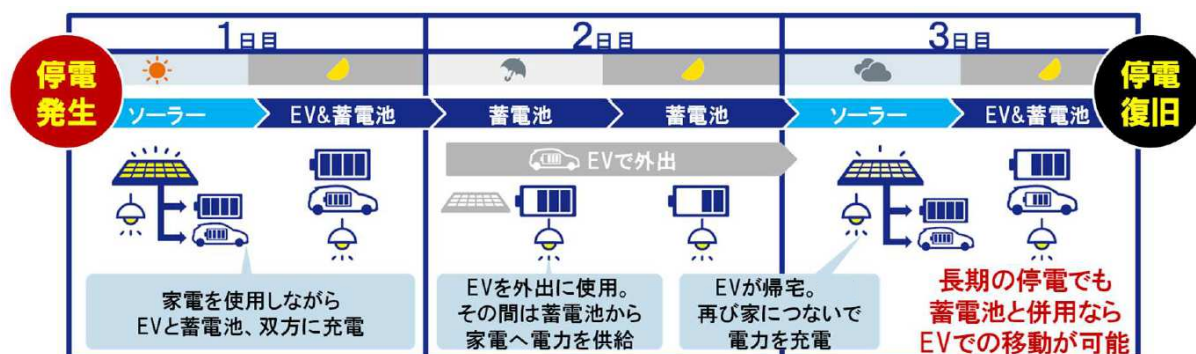 1日目
2日目
3日目
停電
発生
停電
復旧
ソーラー
EV&蓄電池
蓄電池
蓄電池
ソーラー
EV&蓄電池
EVで外出
家電を使用しながら
EVと蓄電池、双方に充電
EVを外出に使用。
その間は蓄電池から
家電へ電力を供給
EVが帰宅。
再び家につないで
電力を充電
長期の停電でも
蓄電池と併用なら
EVでの移動が可能